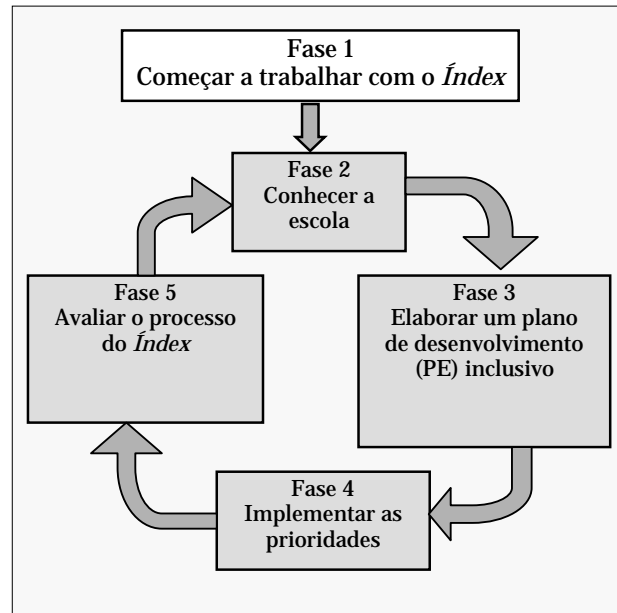 Fase 1
Começar a trabalhar com o Índex
Fase 2
Conhecer a
escola
Fase 3
Elaborar um plano
de desenvolvimento
(PE) inclusivo
Fase 4
Implementar as
prioridades
Fase 5
Avaliar o processo
do Índex